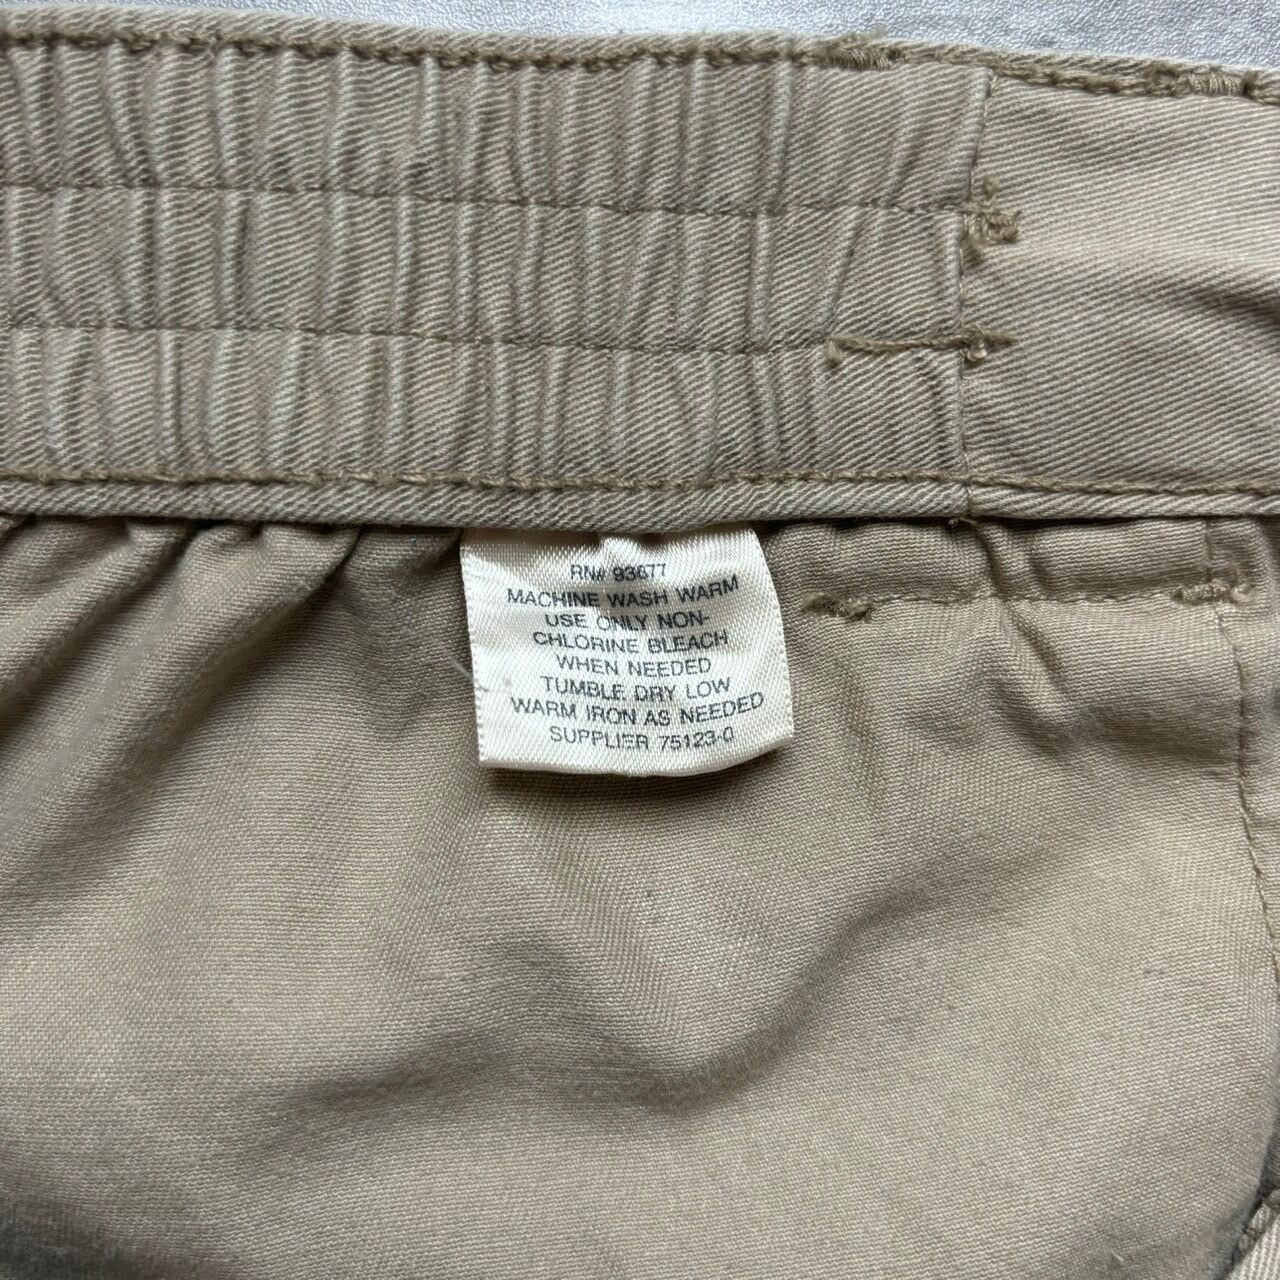 RN# 93677
MACHINE WASH WARM
USE ONLY NON-
CHLORINE BLEACH
WHEN NEEDED
TUMBLE DRY LOW
WARM IRON AS NEEDED
SUPPLIER 75123-0